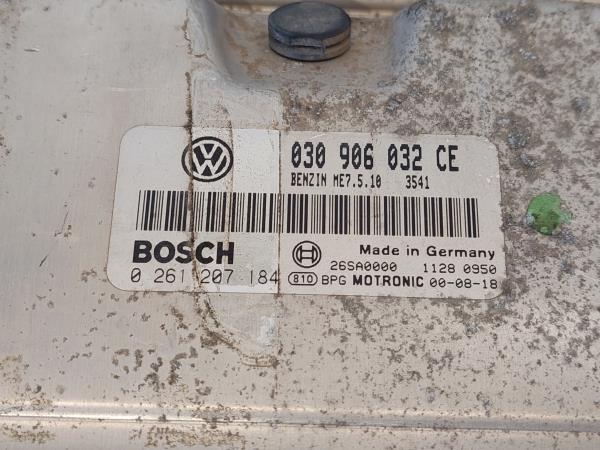 030 906 032 CE
BENZIN ME7.5.10 3541
BOSCH
0 261 207 184
Made in Germany
26SA0000 1128 0950
810 BPG MOTRONIC 00-08-18